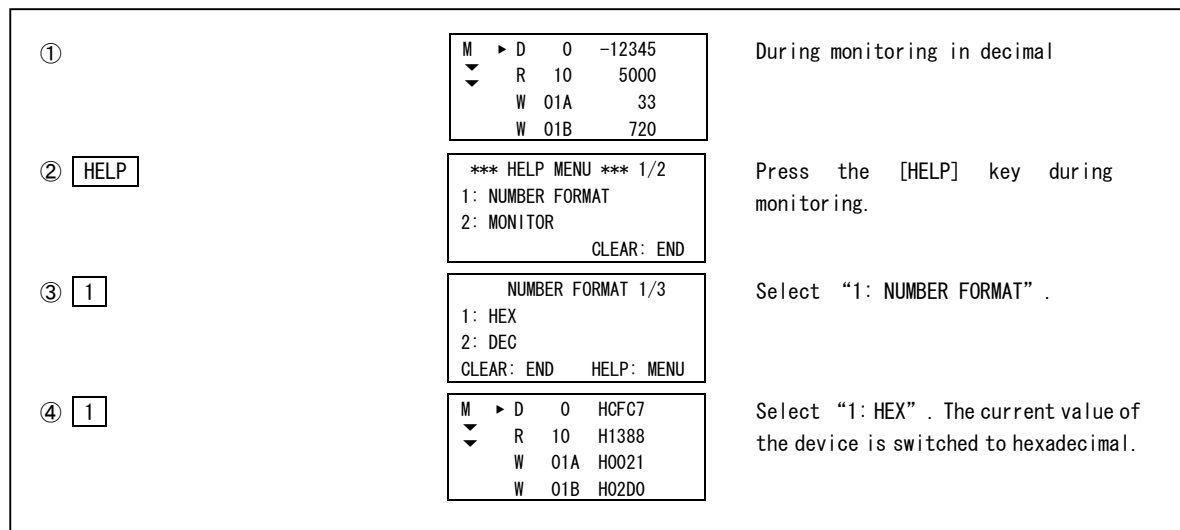 ①
M ▶ D 0 -12345
R 10 5000
W 01A 33
W 01B 720
During monitoring in decimal
② HELP
*** HELP MENU *** 1/2
1: NUMBER FORMAT
2: MONITOR
CLEAR: END
Press the [HELP] key during
monitoring.
③ 1
NUMBER FORMAT 1/3
1: HEX
2: DEC
CLEAR: END HELP: MENU
Select “1: NUMBER FORMAT”.
④ 1
M ▶ D 0 HCFC7
R 10 H1388
W 01A H0021
W 01B H02D0
Select “1: HEX”. The current value of
the device is switched to hexadecimal.